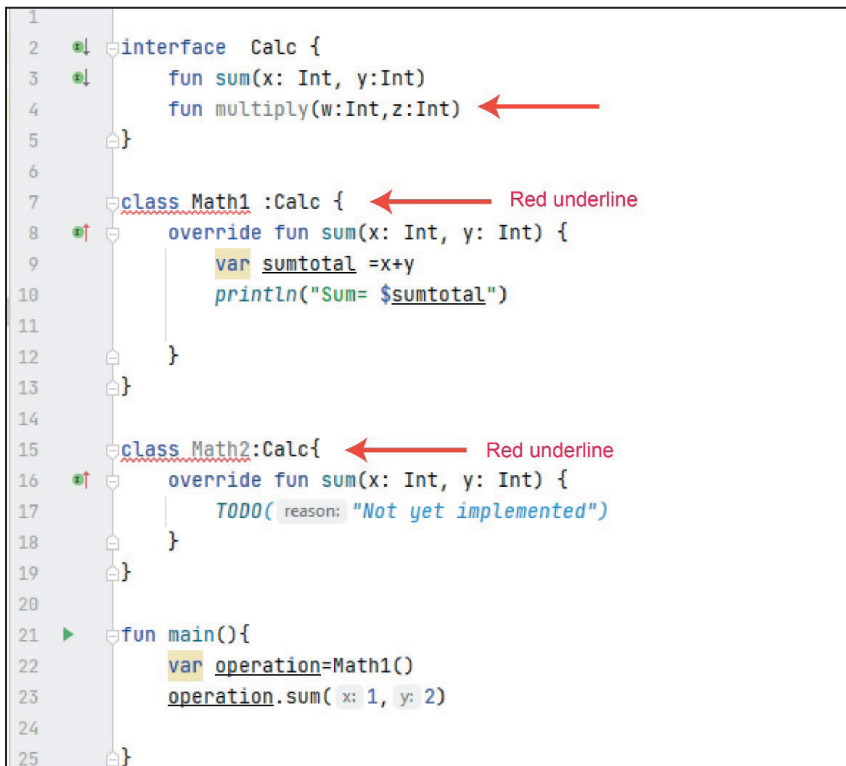 1
2 interface  Calc {
3 fun sum(x: Int, y:Int)
4 fun multiply(w:Int,z:Int)
5 }
6
7 class Math1 :Calc { Red underline
8 override fun sum(x: Int, y: Int) {
9 var sumtotal =x+y
10 println("Sum= $sumtotal")
11
12 }
13 }
14
15 class Math2:Calc{ Red underline
16 override fun sum(x: Int, y: Int) {
17 TODO( reason: "Not yet implemented")
18 }
19 }
20
21 fun main(){
22 var operation=Math1()
23 operation.sum( x: 1, y: 2)
24
25 }